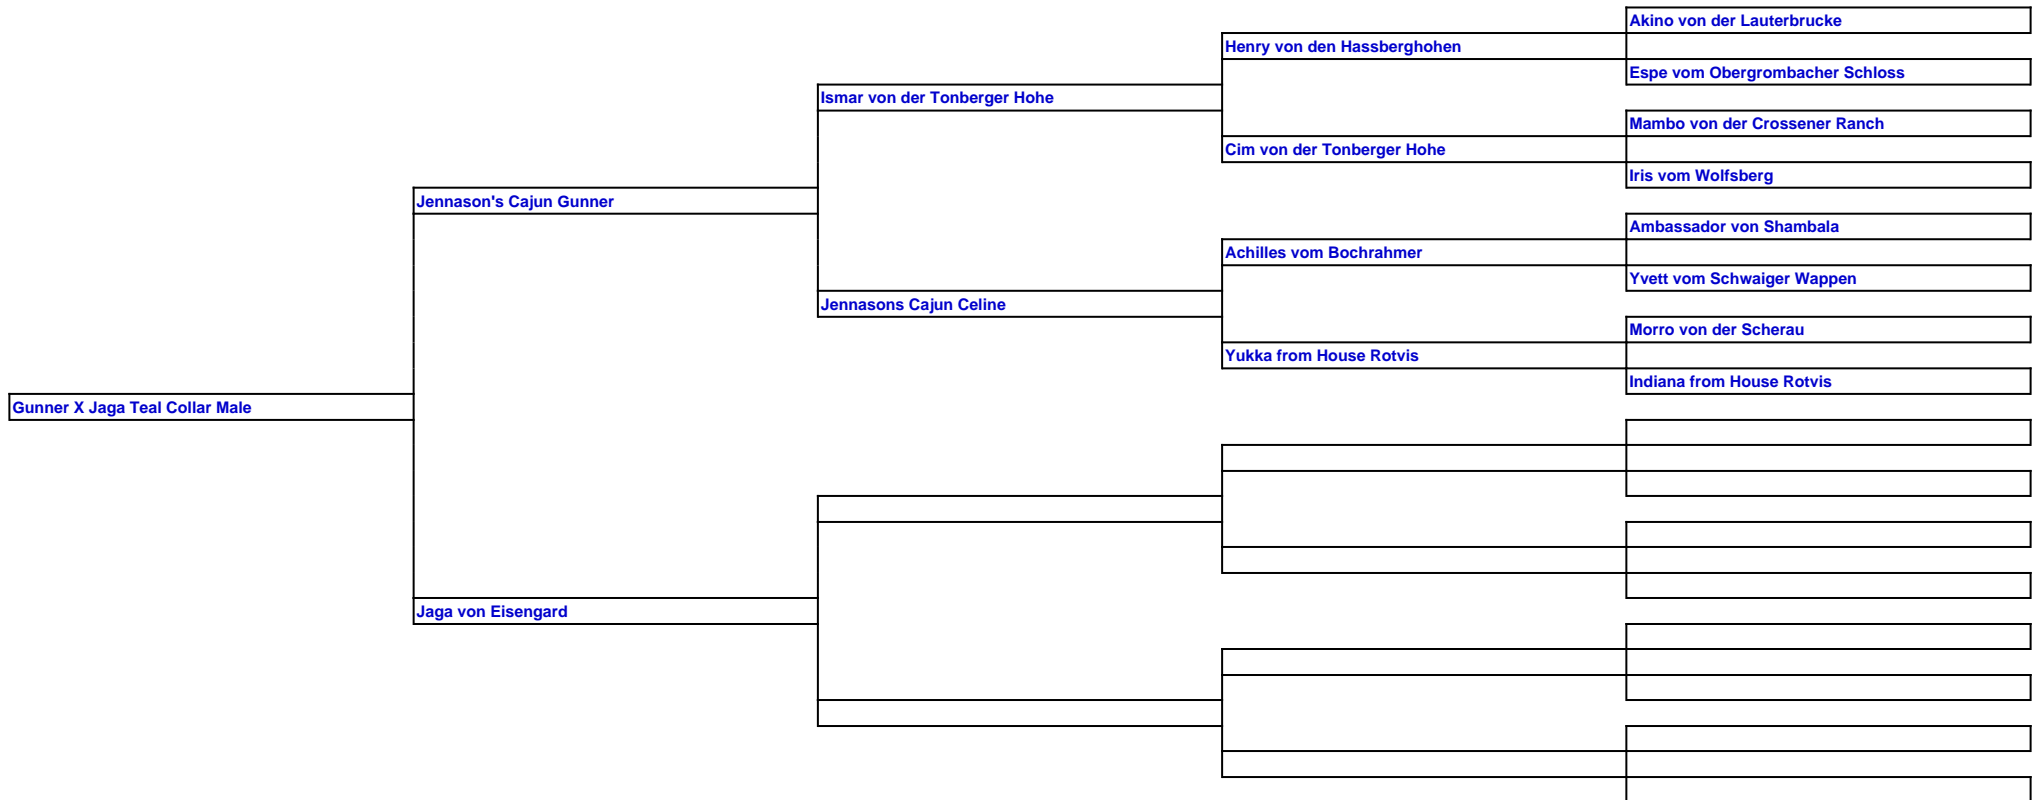 Akino von der Lauterbrucke
Henry von den Hassberghohen
Espe vom Obergrombacher Schloss
Ismar von der Tonberger Hohe
Mambo von der Crossener Ranch
Cim von der Tonberger Hohe
Iris vom Wolfsberg
Jennason's Cajun Gunner
Ambassador von Shambala
Achilles vom Bochrahmer
Yvett vom Schwaiger Wappen
Jennasons Cajun Celine
Morro von der Scherau
Yukka from House Rotvis
Indiana from House Rotvis
Gunner X Jaga Teal Collar Male
Jaga von Eisengard